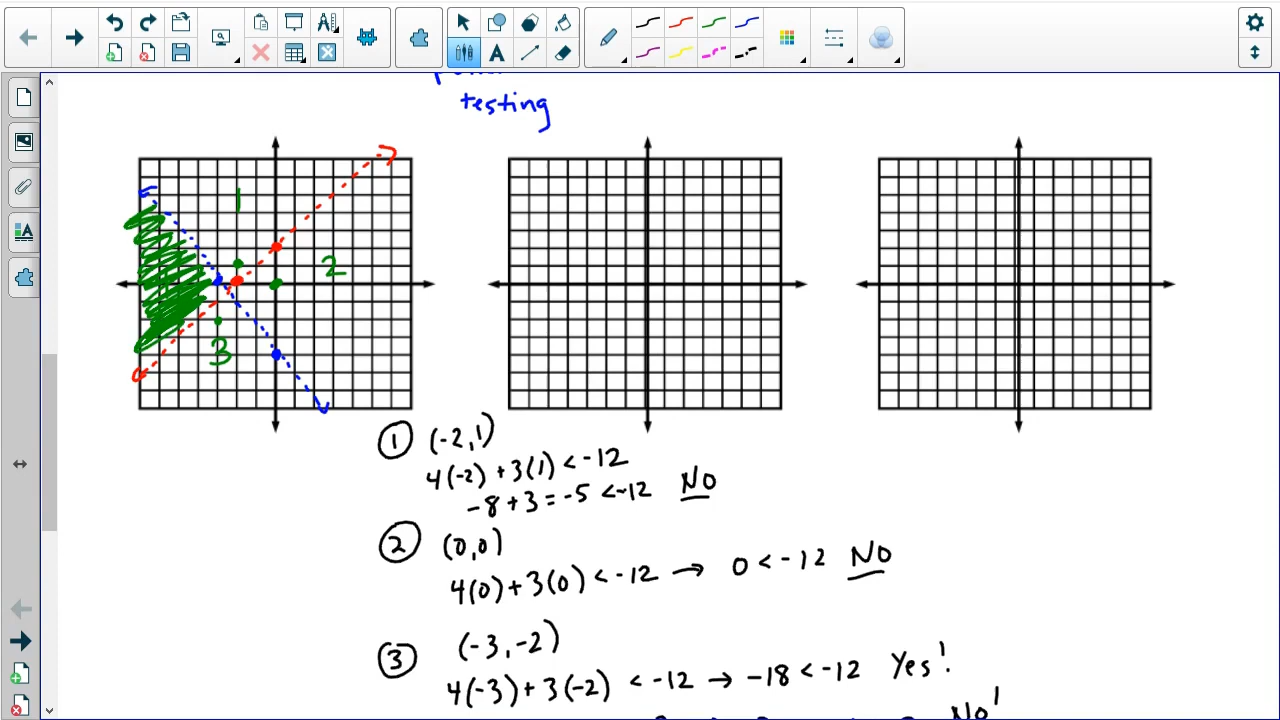 testing
1
2
3
① (-2,1)
4(-2) + 3(1) < -12
-8 + 3 = -5 < -12 No
② (0,0)
4(0) + 3(0) < -12 → 0 < -12 No
③ (-3,-2)
4(-3) + 3(-2) < -12 → -18 < -12 Yes!
No!